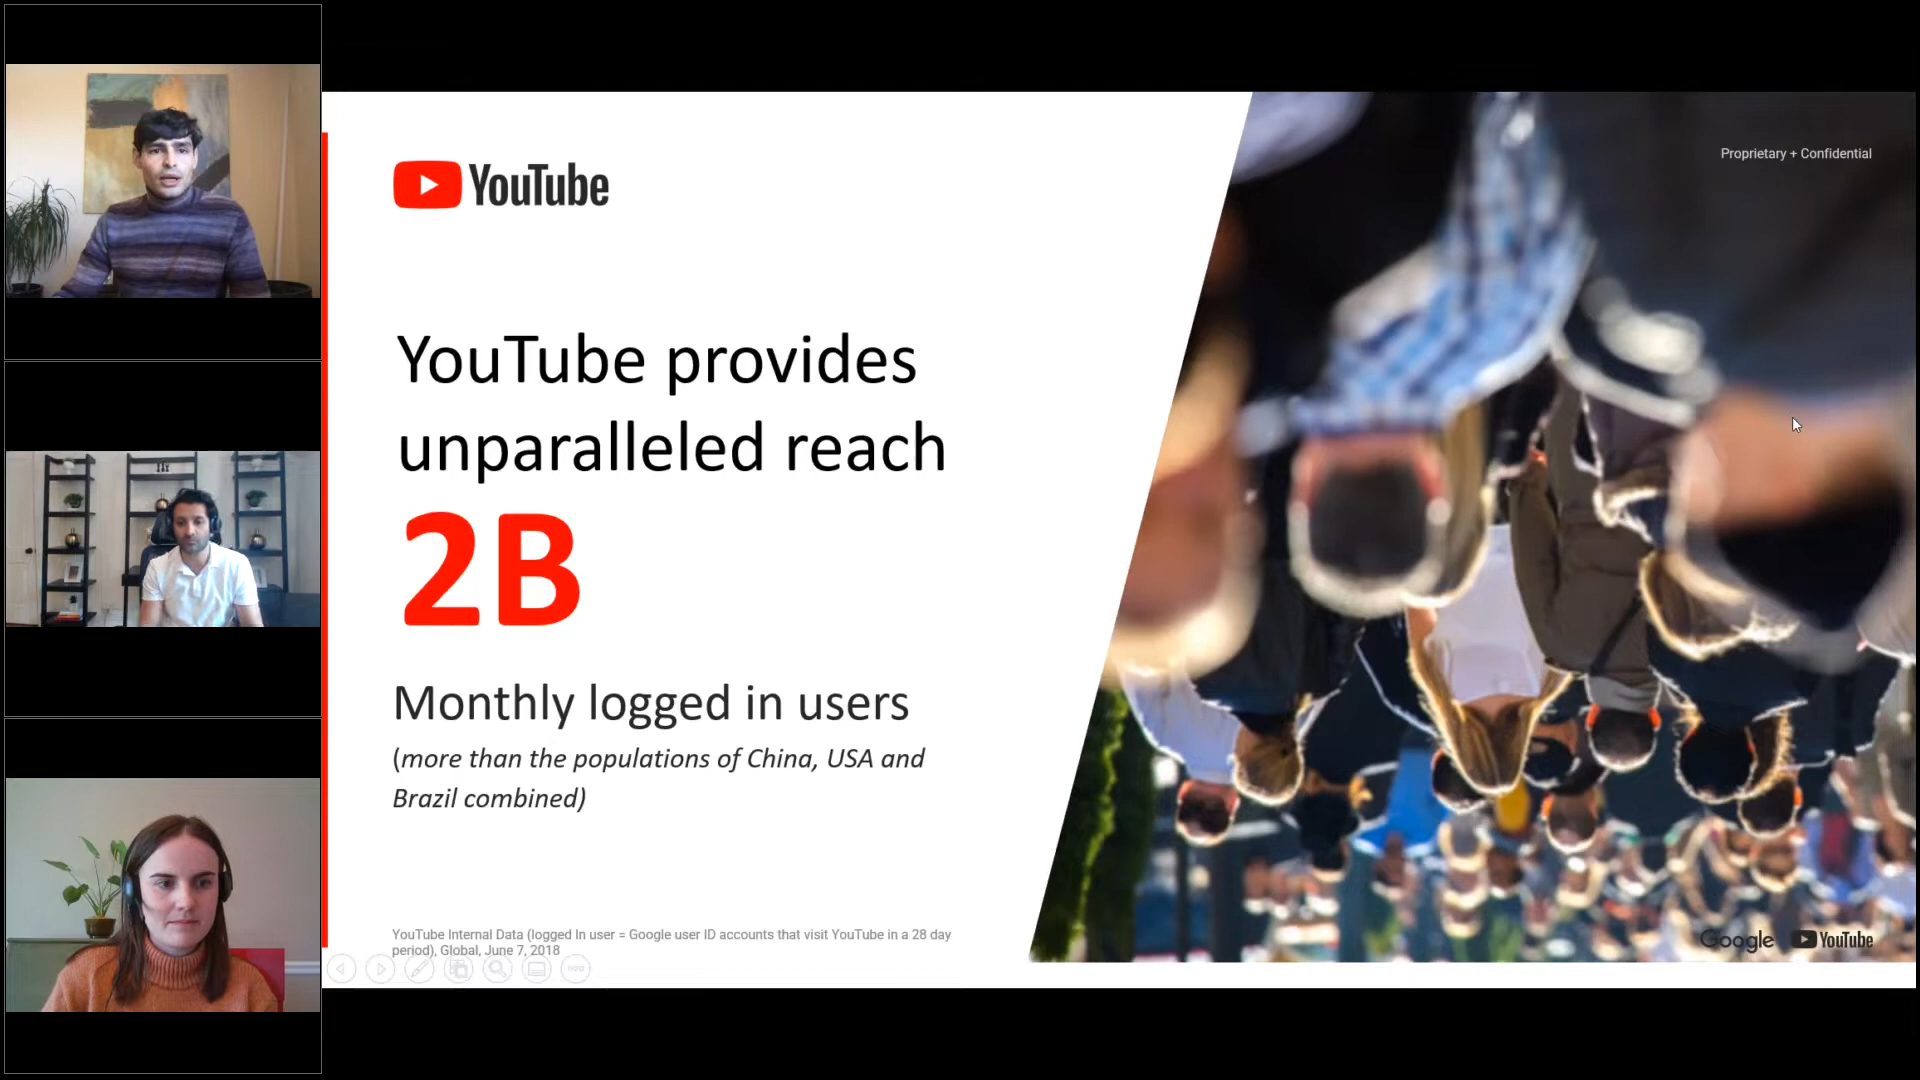 Proprietary + Confidential
YouTube
YouTube provides
unparalleled reach
2B
Monthly logged in users
(more than the populations of China, USA and
Brazil combined)
YouTube Internal Data (logged In user = Google user ID accounts that visit YouTube in a 28 day
period), Global, June 7, 2018
Google YouTube